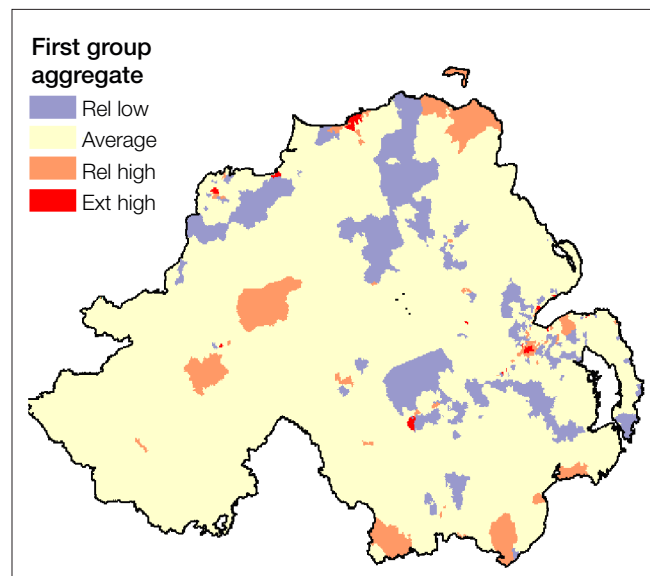 First group
aggregate
Rel low
Average
Rel high
Ext high